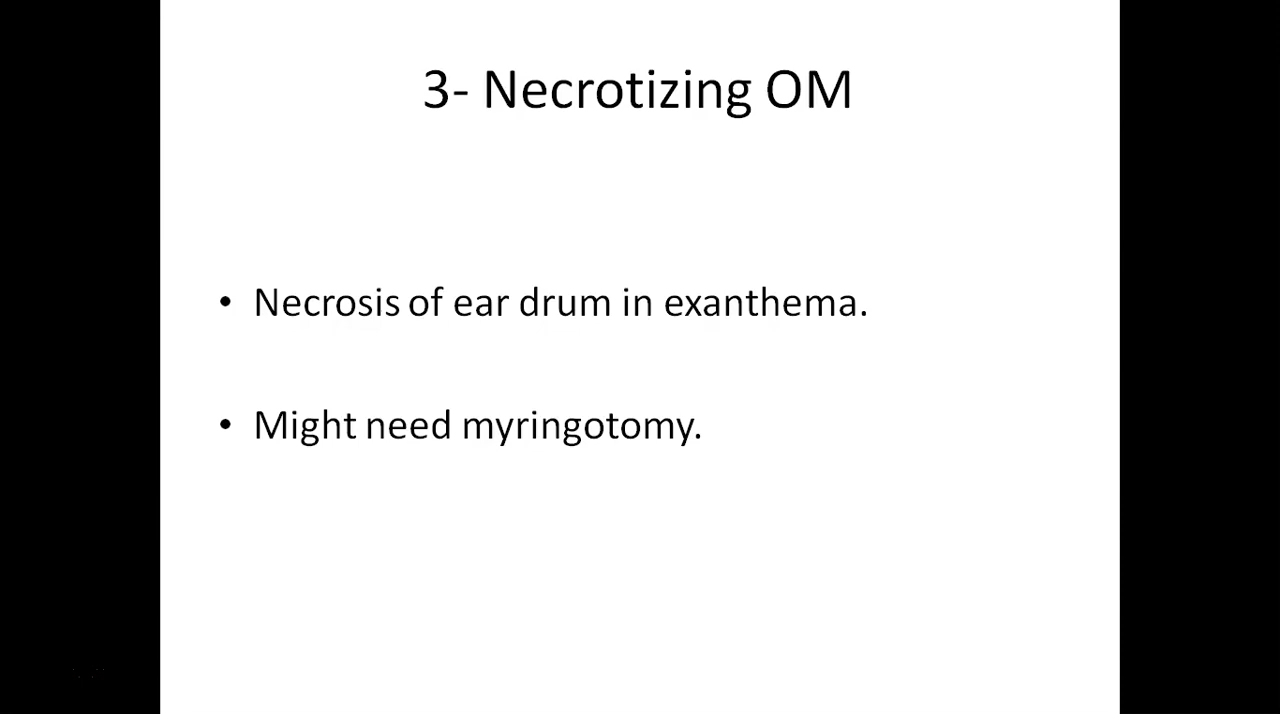 3- Necrotizing OM
• Necrosis of ear drum in exanthema.
• Might need myringotomy.